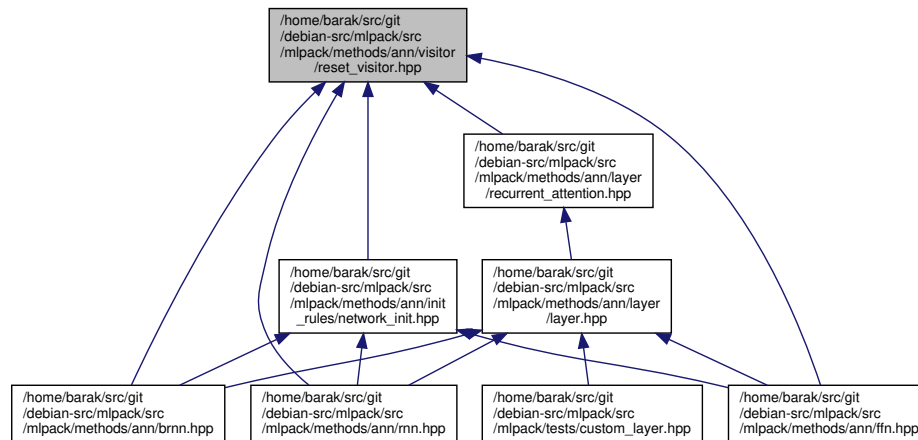 /home/barak/src/git
/debian-src/mlpack/src
/mlpack/methods/ann/visitor
/reset_visitor.hpp
/home/barak/src/git
/debian-src/mlpack/src
/mlpack/methods/ann/layer
/recurrent_attention.hpp
/home/barak/src/git
/debian-src/mlpack/src
/mlpack/methods/ann/init
_rules/network_init.hpp
/home/barak/src/git
/debian-src/mlpack/src
/mlpack/methods/ann/layer
/layer.hpp
/home/barak/src/git
/debian-src/mlpack/src
/mlpack/methods/ann/brnn.hpp
/home/barak/src/git
/debian-src/mlpack/src
/mlpack/methods/ann/rnn.hpp
/home/barak/src/git
/debian-src/mlpack/src
/mlpack/tests/custom_layer.hpp
/home/barak/src/git
/debian-src/mlpack/src
/mlpack/methods/ann/ffn.hpp